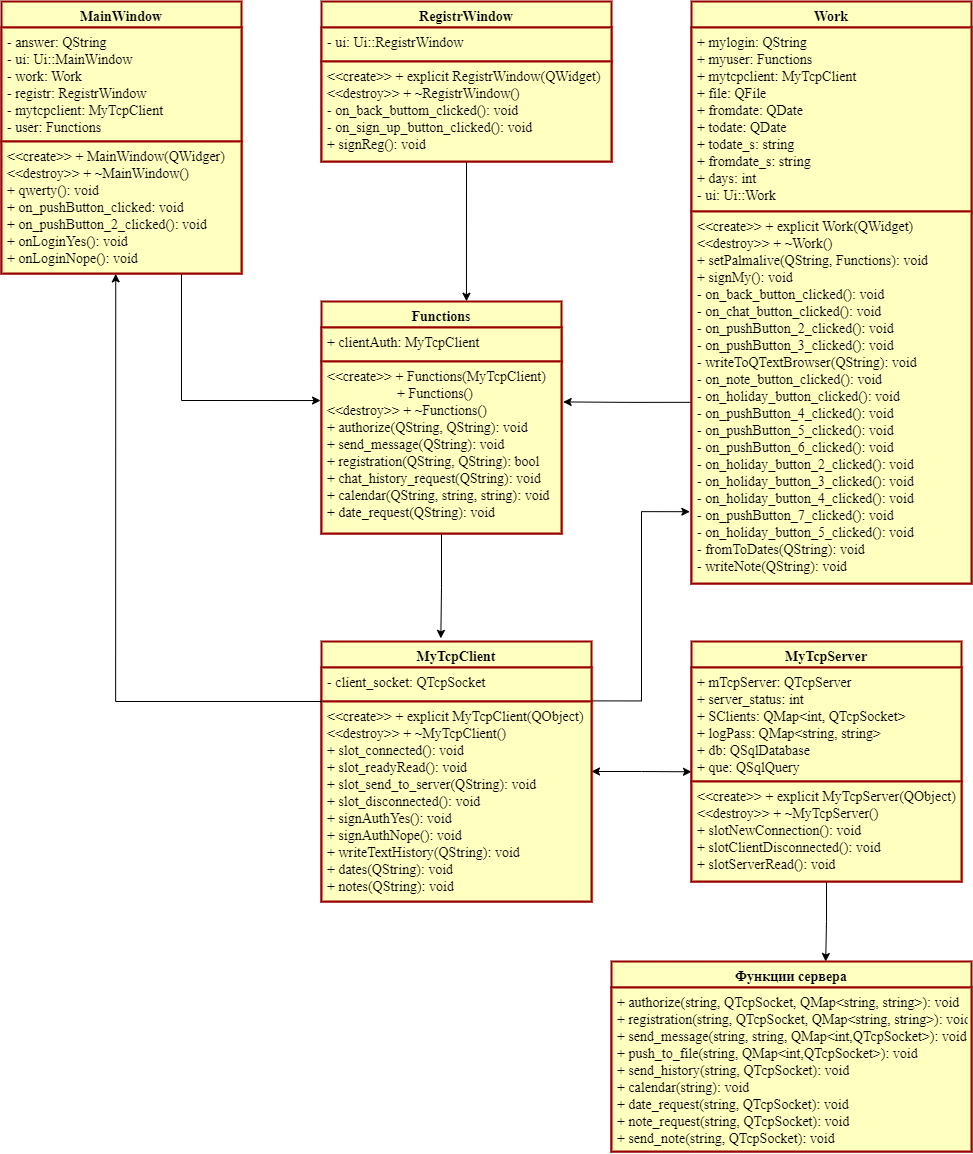 MainWindow
- answer: QString
- ui: Ui::MainWindow
- work: Work
- registr: RegistrWindow
- mytcpclient: MyTcpClient
- user: Functions
<<create>> + MainWindow(QWidger)
<<destroy>> + ~MainWindow()
+ qwerty(): void
+ on_pushButton_clicked: void
+ on_pushButton_2_clicked(): void
+ onLoginYes(): void
+ onLoginNope(): void
RegistrWindow
- ui: Ui::RegistrWindow
<<create>> + explicit RegistrWindow(QWidget)
<<destroy>> + ~RegistrWindow()
- on_back_buttom_clicked(): void
- on_sign_up_button_clicked(): void
+ signReg(): void
Work
+ mylogin: QString
+ myuser: Functions
+ mytcpclient: MyTcpClient
+ file: QFile
+ fromdate: QDate
+ todate: QDate
+ todate_s: string
+ fromdate_s: string
+ days: int
- ui: Ui::Work
<<create>> + explicit Work(QWidget)
<<destroy>> + ~Work()
+ setPalmalive(QString, Functions): void
+ signMy(): void
- on_back_button_clicked(): void
- on_chat_button_clicked(): void
- on_pushButton_2_clicked(): void
- on_pushButton_3_clicked(): void
- writeToQTextBrowser(QString): void
- on_note_button_clicked(): void
- on_holiday_button_clicked(): void
- on_pushButton_4_clicked(): void
- on_pushButton_5_clicked(): void
- on_pushButton_6_clicked(): void
- on_holiday_button_2_clicked(): void
- on_holiday_button_3_clicked(): void
- on_holiday_button_4_clicked(): void
- on_pushButton_7_clicked(): void
- on_holiday_button_5_clicked(): void
- fromToDates(QString): void
- writeNote(QString): void
Functions
+ clientAuth: MyTcpClient
<<create>> + Functions(MyTcpClient)
+ Functions()
<<destroy>> + ~Functions()
+ authorize(QString, QString): void
+ send_message(QString): void
+ registration(QString, QString): bool
+ chat_history_request(QString): void
+ calendar(QString, string, string): void
+ date_request(QString): void
MyTcpClient
- client_socket: QTcpSocket
<<create>> + explicit MyTcpClient(QObject)
<<destroy>> + ~MyTcpClient()
+ slot_connected(): void
+ slot_readyRead(): void
+ slot_send_to_server(QString): void
+ slot_disconnected(): void
+ signAuthYes(): void
+ signAuthNope(): void
+ writeTextHistory(QString): void
+ dates(QString): void
+ notes(QString): void
MyTcpServer
+ mTcpServer: QTcpServer
+ server_status: int
+ SClients: QMap<int, QTcpSocket>
+ logPass: QMap<string, string>
+ db: QSqlDatabase
+ que: QSqlQuery
<<create>> + explicit MyTcpServer(QObject)
<<destroy>> + ~MyTcpServer()
+ slotNewConnection(): void
+ slotClientDisconnected(): void
+ slotServerRead(): void
Функции сервера
+ authorize(string, QTcpSocket, QMap<string, string>): void
+ registration(string, QTcpSocket, QMap<string, string>): void
+ send_message(string, string, QMap<int,QTcpSocket>): void
+ push_to_file(string, QMap<int,QTcpSocket>): void
+ send_history(string, QTcpSocket): void
+ calendar(string): void
+ date_request(string, QTcpSocket): void
+ note_request(string, QTcpSocket): void
+ send_note(string, QTcpSocket): void